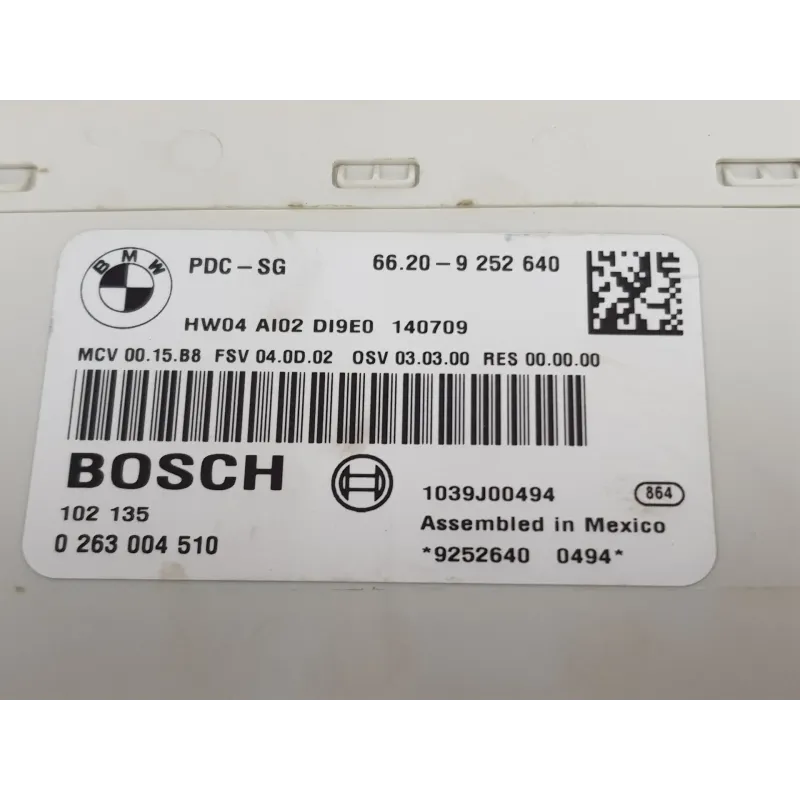 BMW
PDC-SG 66.20-9 252 640
HW04 AI02 DI9E0 140709
MCV 00.15.B8 FSV 04.0D.02 OSV 03.03.00 RES 00.00.00
BOSCH
1039J00494 864
102 135 Assembled in Mexico
0 263 004 510 *9252640 0494*